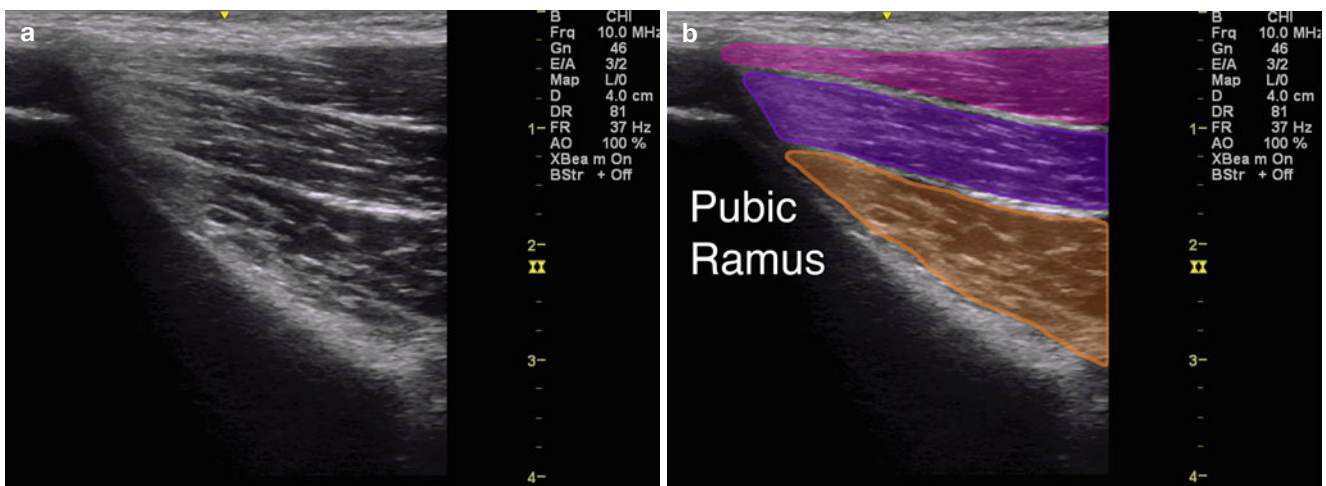 a
B CHI
Frq 10.0 MHz
Gn 46
E/A 3/2
Map L/0
D 4.0 cm
DR 81
FR 37 Hz
AO 100 %
XBea m On
BStr + Off
1
2
3
4
b
B CHI
Frq 10.0 MHz
Gn 46
E/A 3/2
Map L/0
D 4.0 cm
DR 81
FR 37 Hz
AO 100 %
XBea m On
BStr + Off
1
Pubic
Ramus
2
3
4